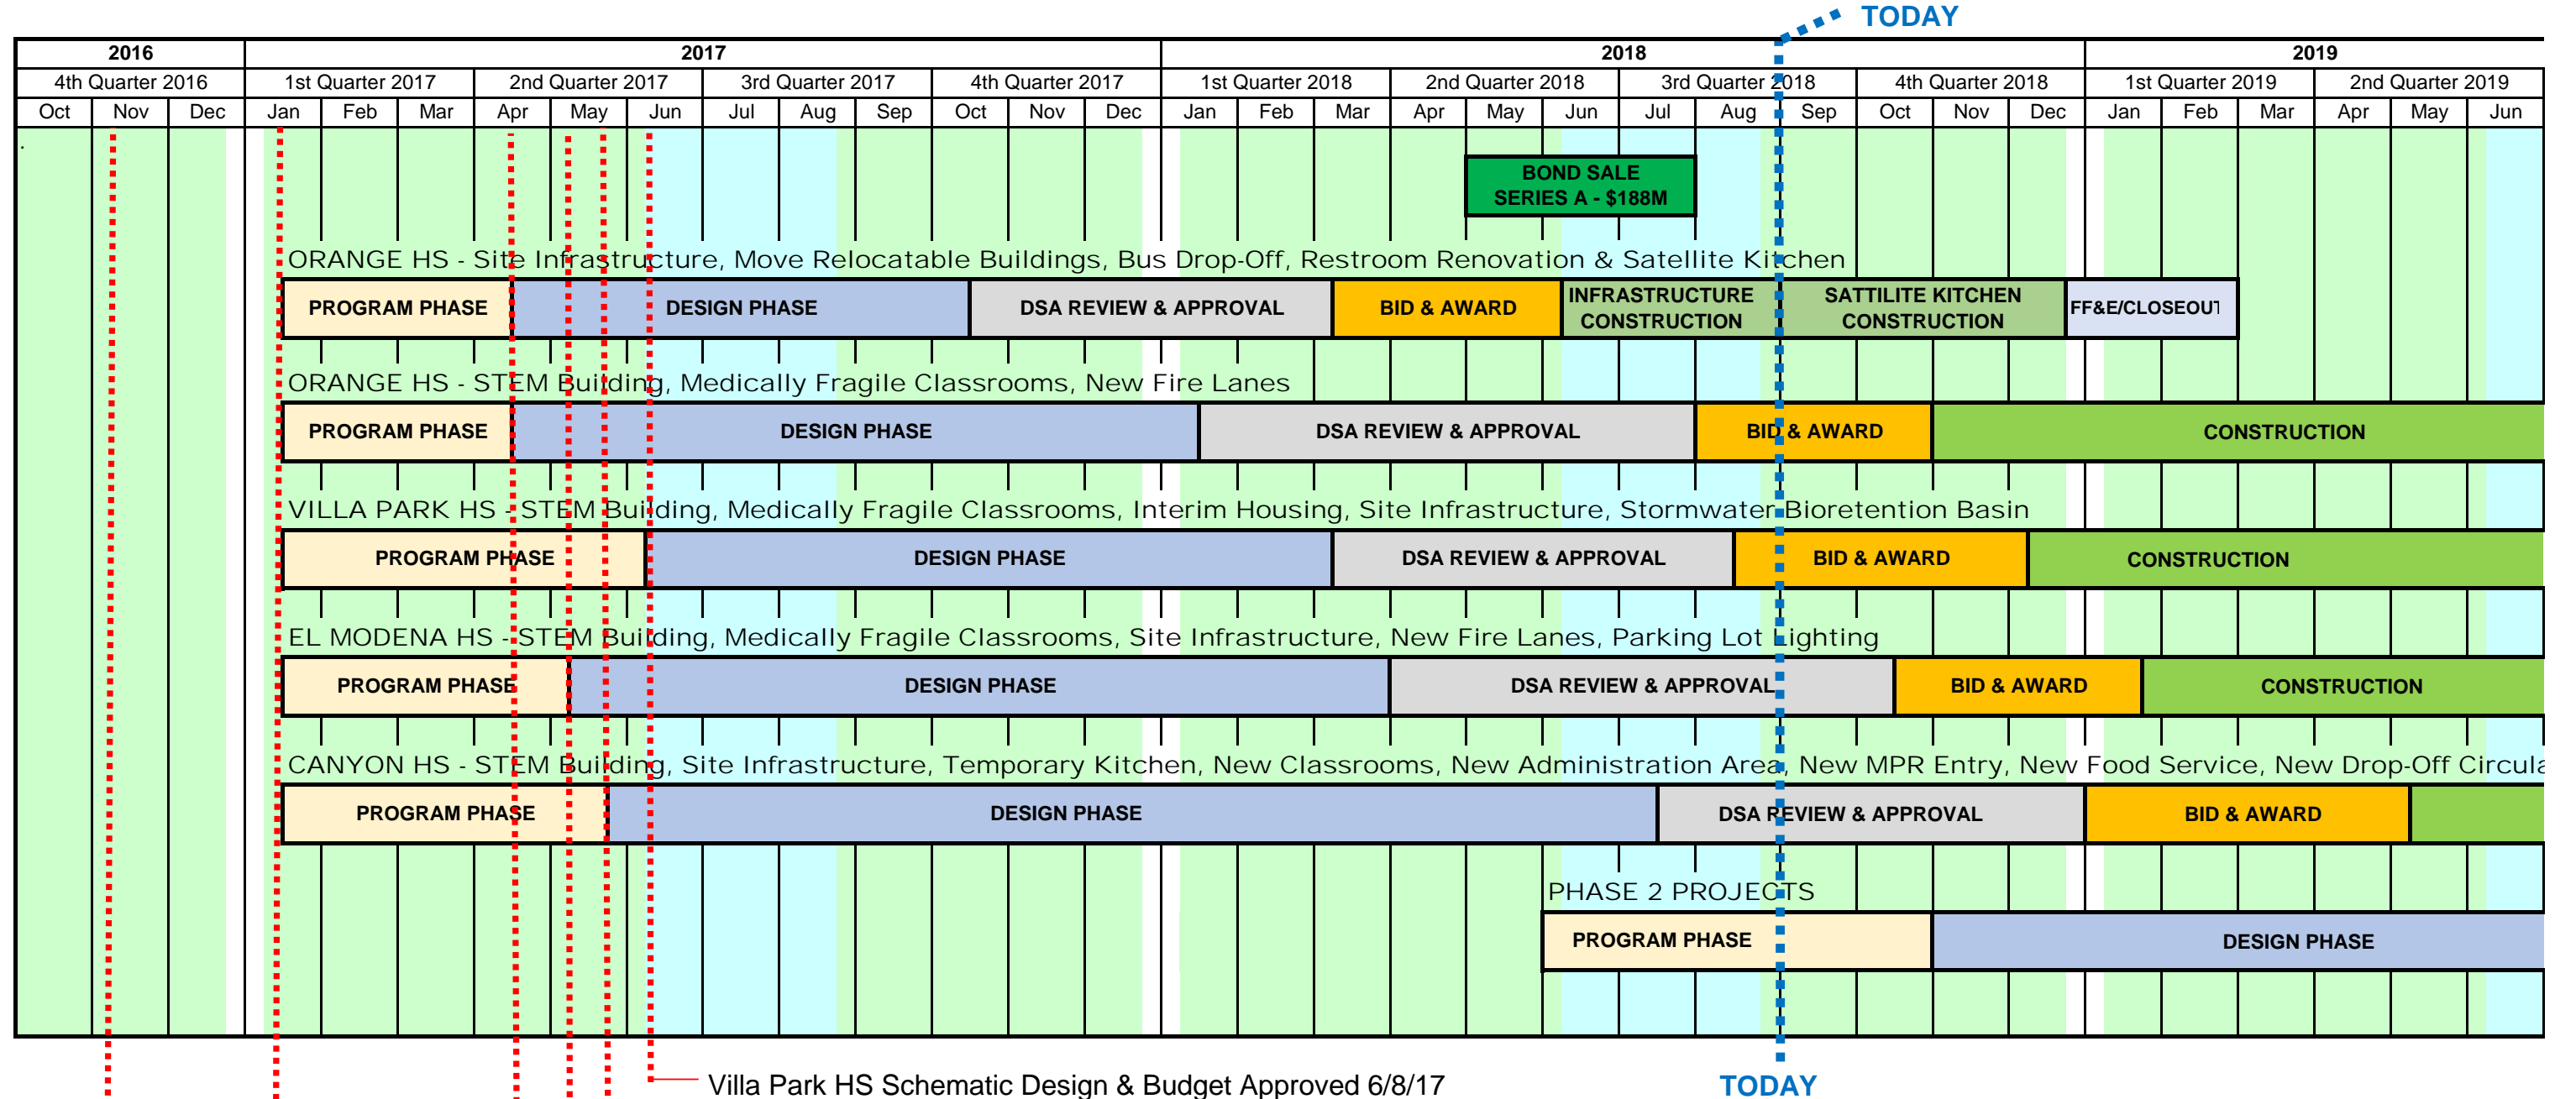 TODAY
2016 2017 2018 2019
4th Quarter 2016 1st Quarter 2017 2nd Quarter 2017 3rd Quarter 2017 4th Quarter 2017 1st Quarter 2018 2nd Quarter 2018 3rd Quarter 2018 4th Quarter 2018 1st Quarter 2019 2nd Quarter 2019
Oct Nov Dec Jan Feb Mar Apr May Jun Jul Aug Sep Oct Nov Dec Jan Feb Mar Apr May Jun Jul Aug Sep Oct Nov Dec Jan Feb Mar Apr May Jun
BOND SALE
SERIES A - $188M
ORANGE HS - Site Infrastructure, Move Relocatable Buildings, Bus Drop-Off, Restroom Renovation & Satellite Kitchen
PROGRAM PHASE DESIGN PHASE DSA REVIEW & APPROVAL BID & AWARD INFRASTRUCTURE CONSTRUCTION SATTILITE KITCHEN CONSTRUCTION FF&E/CLOSEOUT
ORANGE HS - STEM Building, Medically Fragile Classrooms, New Fire Lanes
PROGRAM PHASE DESIGN PHASE DSA REVIEW & APPROVAL BID & AWARD CONSTRUCTION
VILLA PARK HS - STEM Building, Medically Fragile Classrooms, Interim Housing, Site Infrastructure, Stormwater Bioretention Basin
PROGRAM PHASE DESIGN PHASE DSA REVIEW & APPROVAL BID & AWARD CONSTRUCTION
EL MODENA HS - STEM Building, Medically Fragile Classrooms, Site Infrastructure, New Fire Lanes, Parking Lot Lighting
PROGRAM PHASE DESIGN PHASE DSA REVIEW & APPROVAL BID & AWARD CONSTRUCTION
CANYON HS - STEM Building, Site Infrastructure, Temporary Kitchen, New Classrooms, New Administration Area, New MPR Entry, New Food Service, New Drop-Off Circula
PROGRAM PHASE DESIGN PHASE DSA REVIEW & APPROVAL BID & AWARD
PHASE 2 PROJECTS
PROGRAM PHASE DESIGN PHASE
Villa Park HS Schematic Design & Budget Approved 6/8/17 TODAY